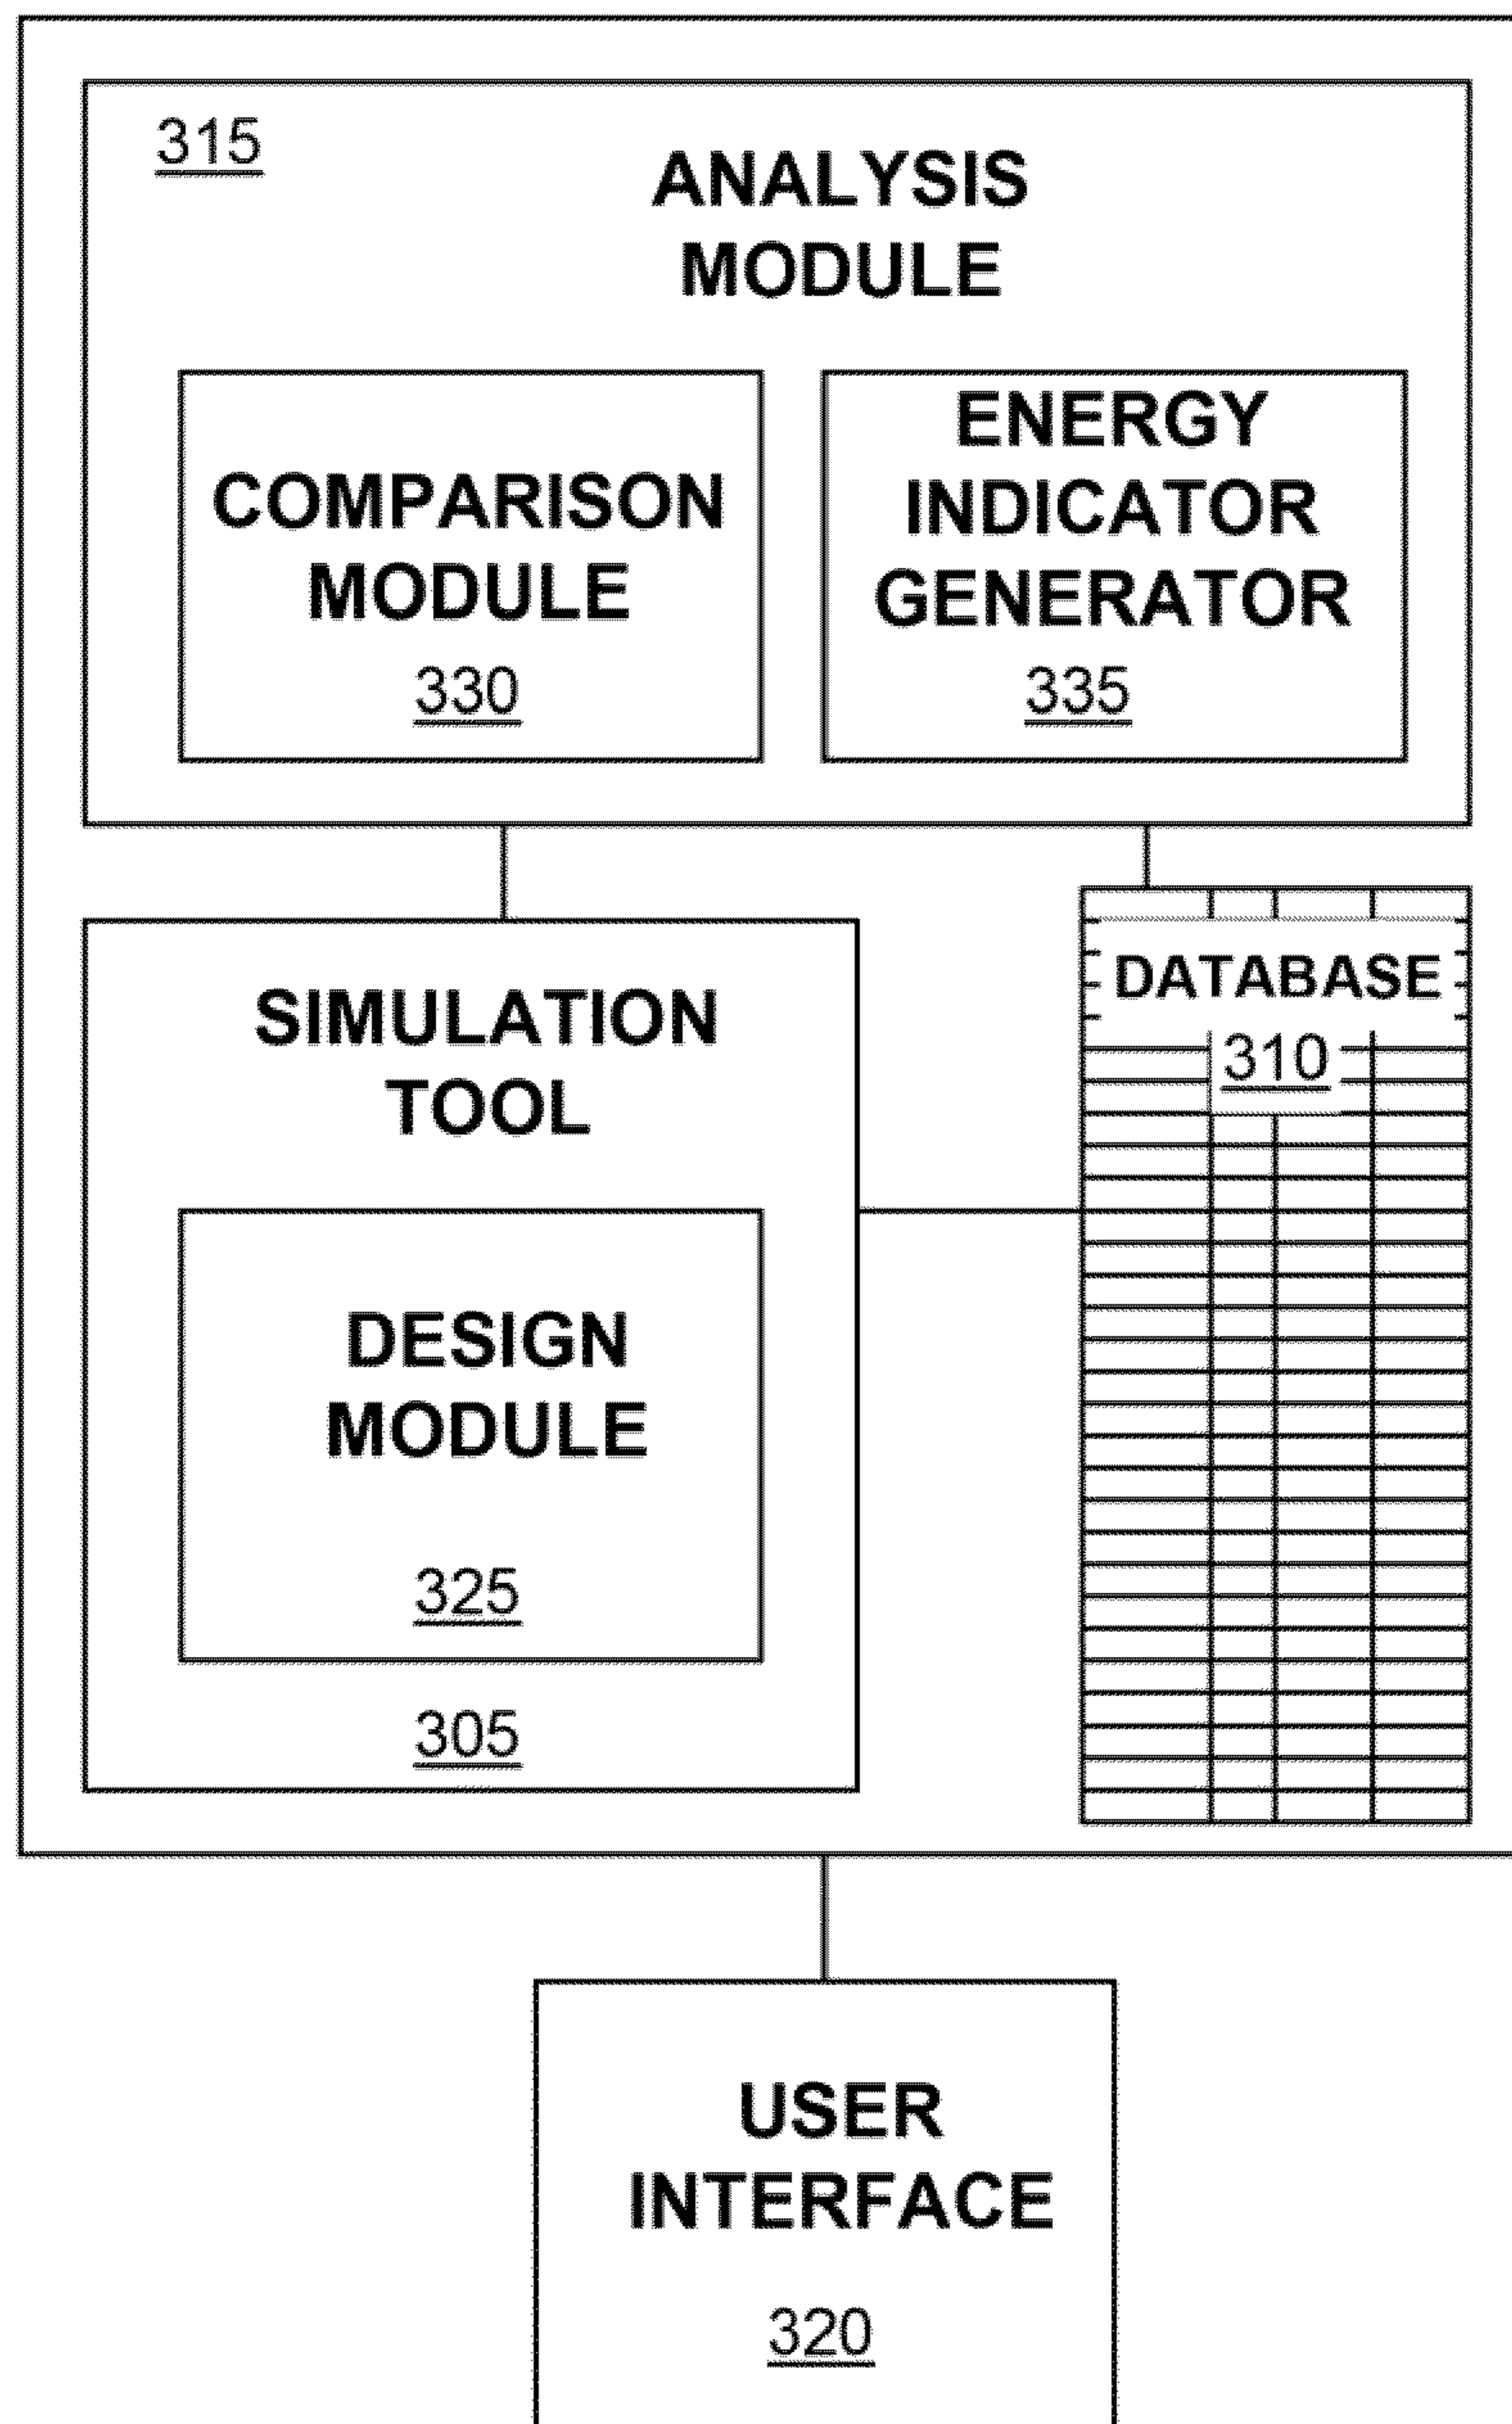 315
ANALYSIS
MODULE
COMPARISON
MODULE
330
ENERGY
INDICATOR
GENERATOR
335
SIMULATION
TOOL
DESIGN
MODULE
325
305
DATABASE
310
USER
INTERFACE
320